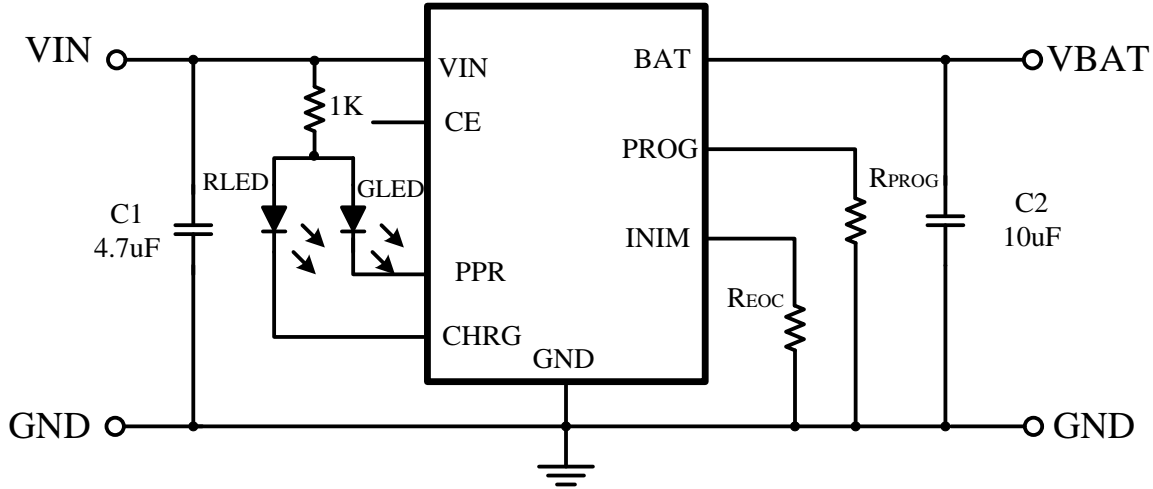 VIN
VIN
BAT
VBAT
1K
CE
PROG
RPROG
RLED
GLED
C1
4.7uF
C2
10uF
INIM
PPR
REOC
CHRG
GND
GND
GND